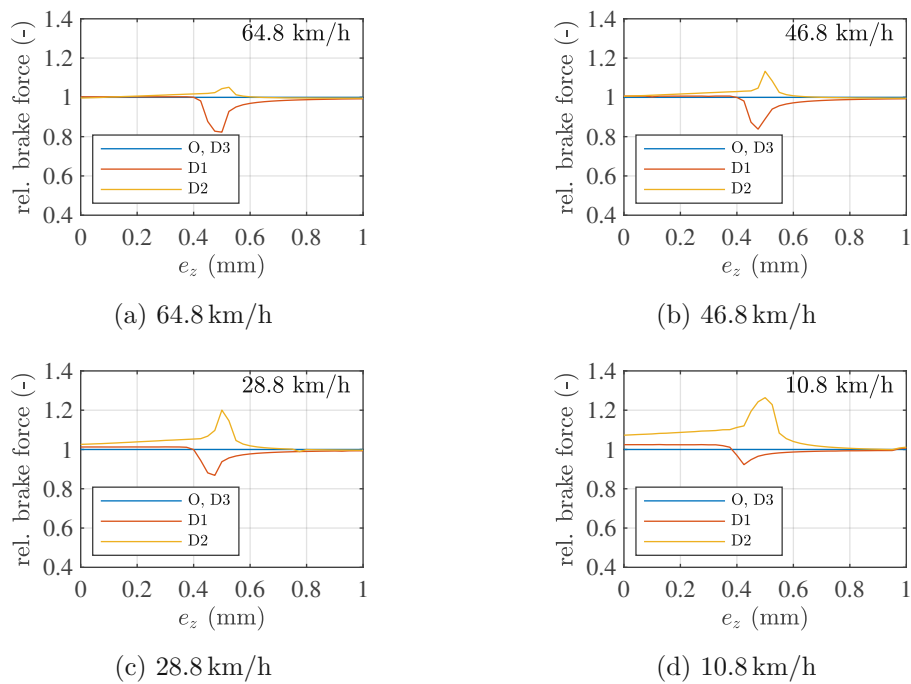 64.8 km/h
rel. brake force (-)
1.4
1.2
1
0.8
0.6
0.4
O, D3
D1
D2
0 0.2 0.4 0.6 0.8 1
e_z (mm)
(a) 64.8 km/h
46.8 km/h
rel. brake force (-)
1.4
1.2
1
0.8
0.6
0.4
O, D3
D1
D2
0 0.2 0.4 0.6 0.8 1
e_z (mm)
(b) 46.8 km/h
28.8 km/h
rel. brake force (-)
1.4
1.2
1
0.8
0.6
0.4
O, D3
D1
D2
0 0.2 0.4 0.6 0.8 1
e_z (mm)
(c) 28.8 km/h
10.8 km/h
rel. brake force (-)
1.4
1.2
1
0.8
0.6
0.4
O, D3
D1
D2
0 0.2 0.4 0.6 0.8 1
e_z (mm)
(d) 10.8 km/h